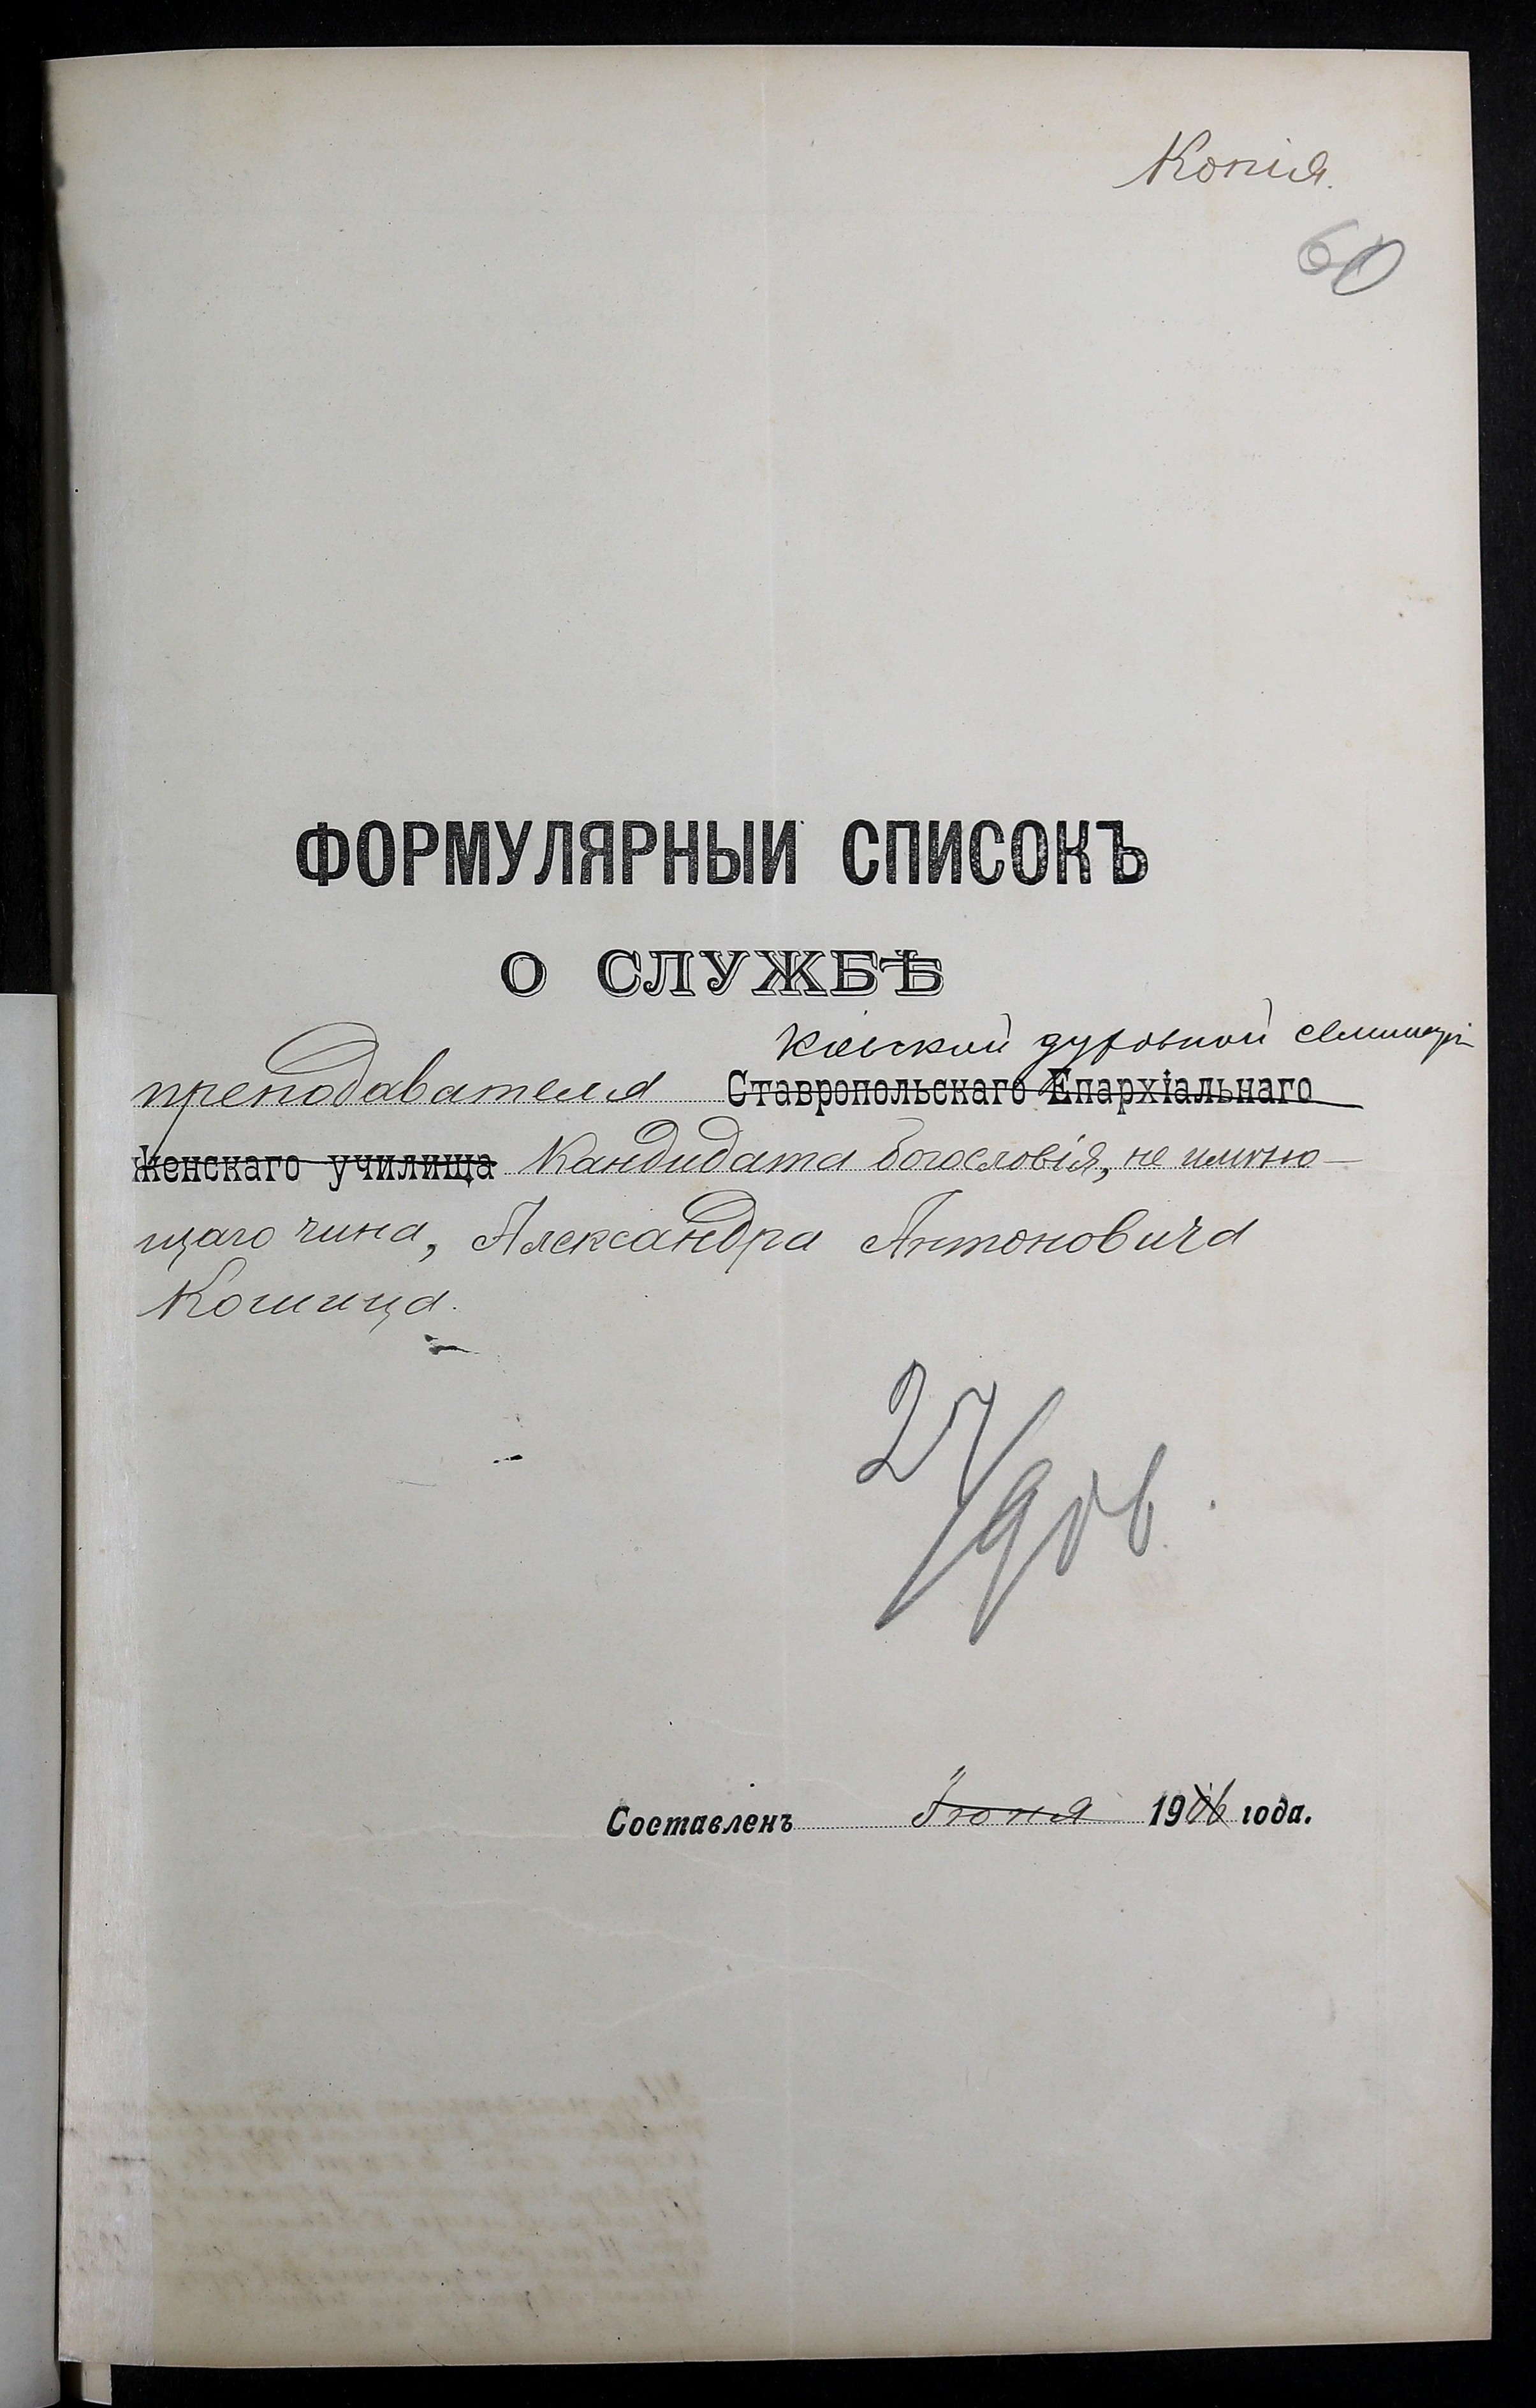 Копія.
60
ФОРМУЛЯРНЫЙ СПИСОКЪ
О СЛУЖБѢ
Кіевской духовной семинаріи
преподавателя Ставропольскаго Епархіальнаго
Женскаго училища Кандидата богословія, не имѣю-
щаго чина, Александра Антоновича
Кошица.
27/906.
Составленъ Іюня 1906 года.